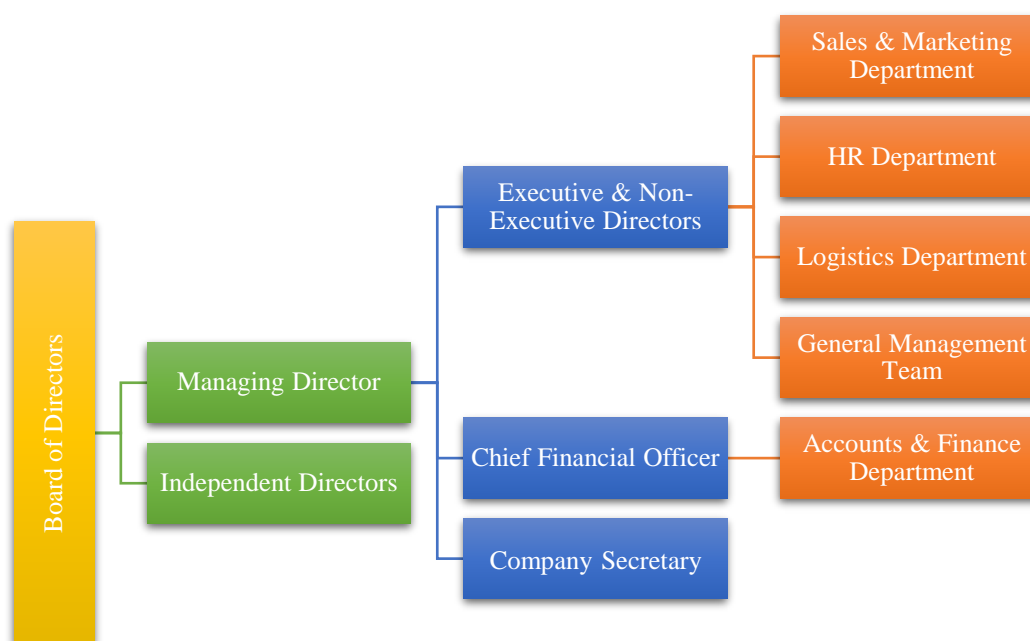 Board of Directors
Managing Director
Independent Directors
Executive & Non-
Executive Directors
Chief Financial Officer
Company Secretary
Sales & Marketing
Department
HR Department
Logistics Department
General Management
Team
Accounts & Finance
Department